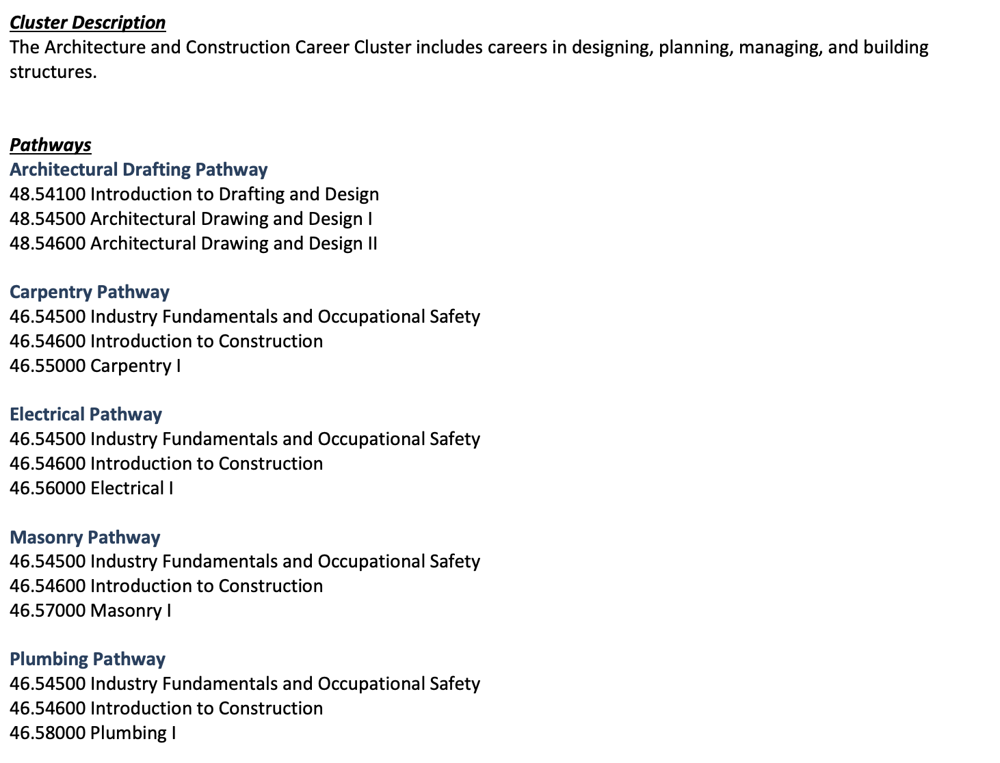 Cluster Description
The Architecture and Construction Career Cluster includes careers in designing, planning, managing, and building
structures.
Pathways
Architectural Drafting Pathway
48.54100 Introduction to Drafting and Design
48.54500 Architectural Drawing and Design I
48.54600 Architectural Drawing and Design II
Carpentry Pathway
46.54500 Industry Fundamentals and Occupational Safety
46.54600 Introduction to Construction
46.55000 Carpentry I
Electrical Pathway
46.54500 Industry Fundamentals and Occupational Safety
46.54600 Introduction to Construction
46.56000 Electrical I
Masonry Pathway
46.54500 Industry Fundamentals and Occupational Safety
46.54600 Introduction to Construction
46.57000 Masonry I
Plumbing Pathway
46.54500 Industry Fundamentals and Occupational Safety
46.54600 Introduction to Construction
46.58000 Plumbing I